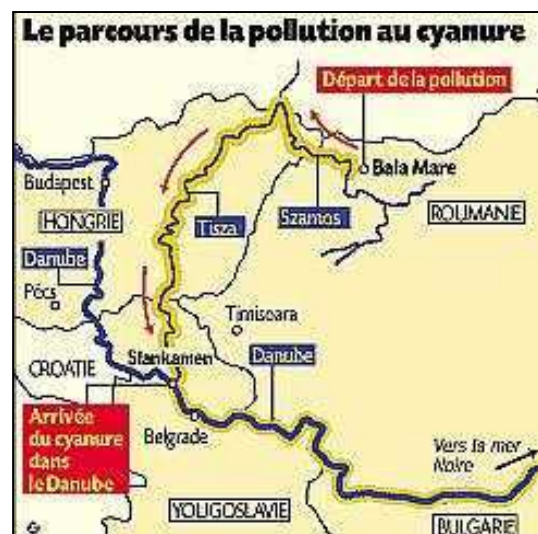 Le parcours de la pollution au cyanure
Départ de la pollution
Baia Mare
Budapest
HONGRIE
Tisza
Szamos
ROUMANIE
Danube
Pécs
Timisoara
Slankamen
Danube
CROATIE
Arrivée
du cyanure
dans
le Danube
Belgrade
Vers la mer
Noire
YOUGOSLAVIE
BULGARIE